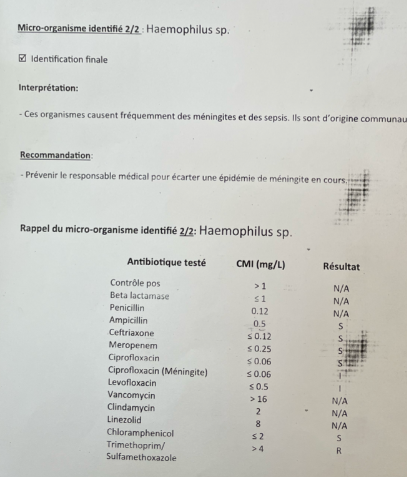 Micro-organisme identifié 2/2 : Haemophilus sp.
☑ Identification finale
Interprétation:
- Ces organismes causent fréquemment des méningites et des sepsis. Ils sont d'origine communau
Recommandation:
- Prévenir le responsable médical pour écarter une épidémie de méningite en cours.
Rappel du micro-organisme identifié 2/2: Haemophilus sp.
Antibiotique testé CMI (mg/L) Résultat
Contrôle pos > 1 N/A
Beta lactamase ≤ 1 N/A
Penicillin 0.12 N/A
Ampicillin 0.5 S
Ceftriaxone ≤ 0.12 S
Meropenem ≤ 0.25 S
Ciprofloxacin ≤ 0.06 S
Ciprofloxacin (Méningite) ≤ 0.06 I
Levofloxacin ≤ 0.5 I
Vancomycin > 16 N/A
Clindamycin 2 N/A
Linezolid 8 N/A
Chloramphenicol ≤ 2 S
Trimethoprim/ > 4 R
Sulfamethoxazole